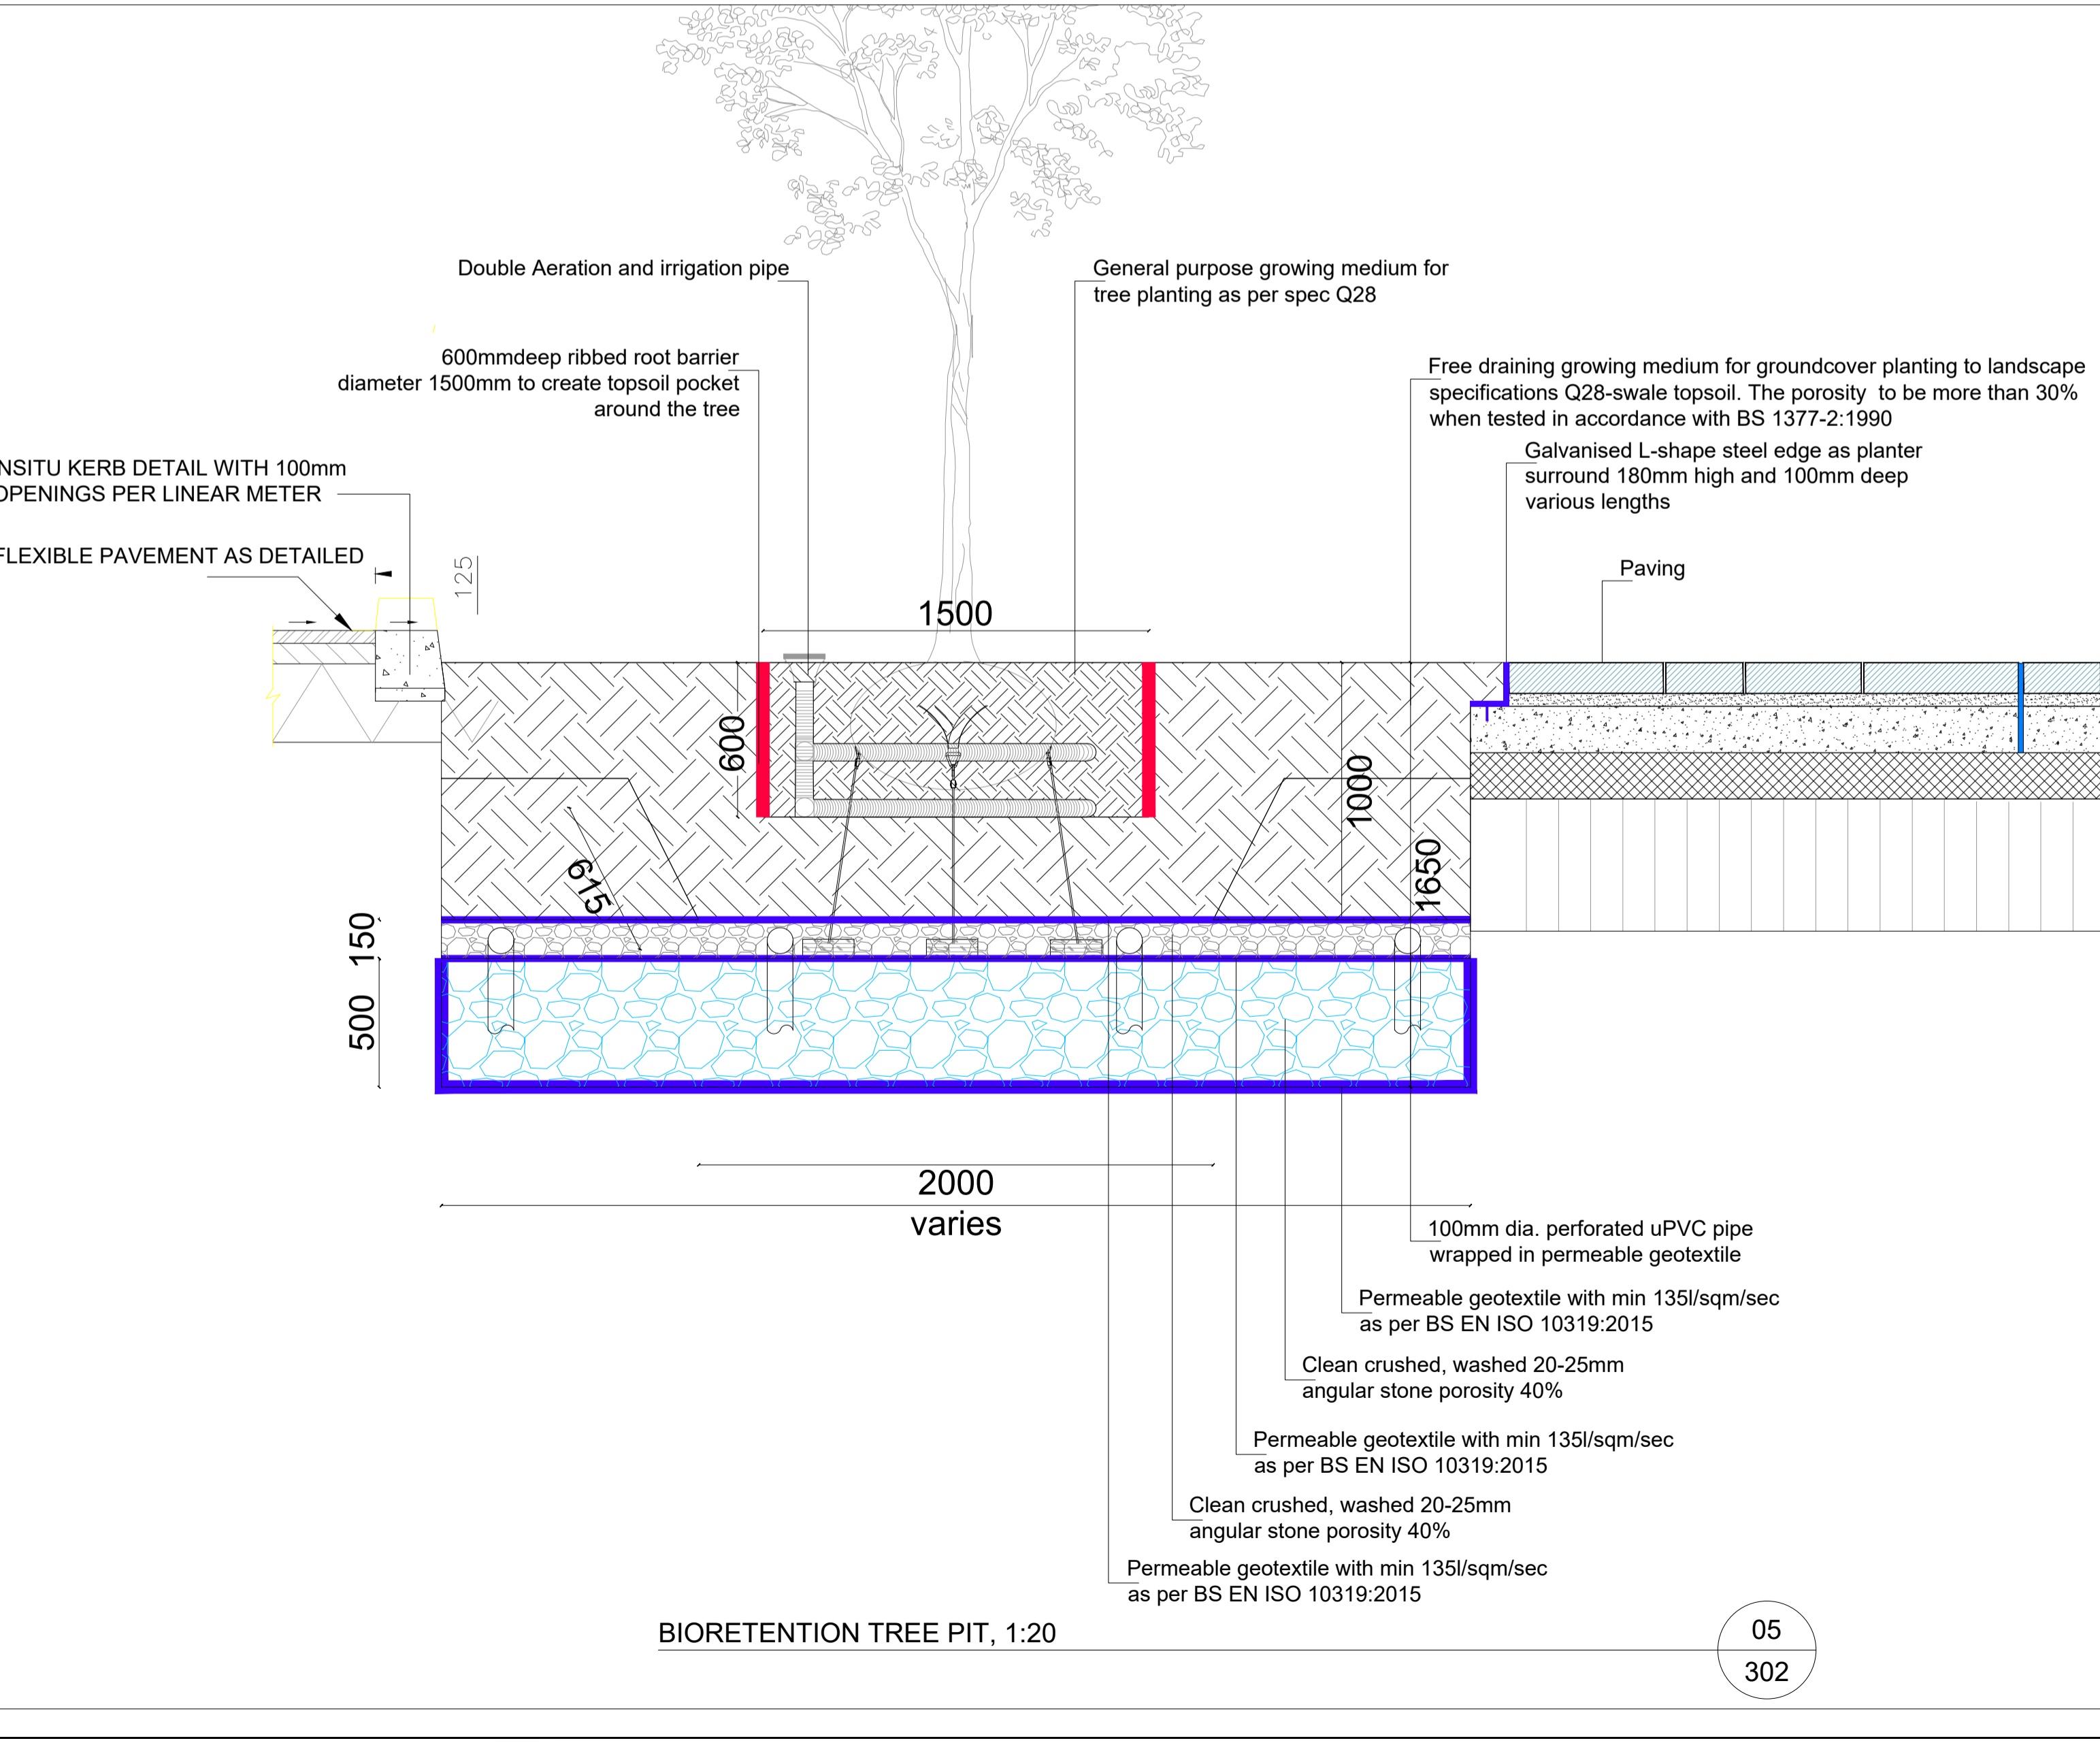 Double Aeration and irrigation pipe
General purpose growing medium for
tree planting as per spec Q28
600mmdeep ribbed root barrier
diameter 1500mm to create topsoil pocket
around the tree
Free draining growing medium for groundcover planting to landscape
specifications Q28-swale topsoil. The porosity to be more than 30%
when tested in accordance with BS 1377-2:1990
Galvanised L-shape steel edge as planter
surround 180mm high and 100mm deep
various lengths
NSITU KERB DETAIL WITH 100mm
OPENINGS PER LINEAR METER
FLEXIBLE PAVEMENT AS DETAILED
125
Paving
1500
600
1000
1650
615
150
500
2000
varies
100mm dia. perforated uPVC pipe
wrapped in permeable geotextile
Permeable geotextile with min 135l/sqm/sec
as per BS EN ISO 10319:2015
Clean crushed, washed 20-25mm
angular stone porosity 40%
Permeable geotextile with min 135l/sqm/sec
as per BS EN ISO 10319:2015
Clean crushed, washed 20-25mm
angular stone porosity 40%
Permeable geotextile with min 135l/sqm/sec
as per BS EN ISO 10319:2015
BIORETENTION TREE PIT, 1:20
05
302